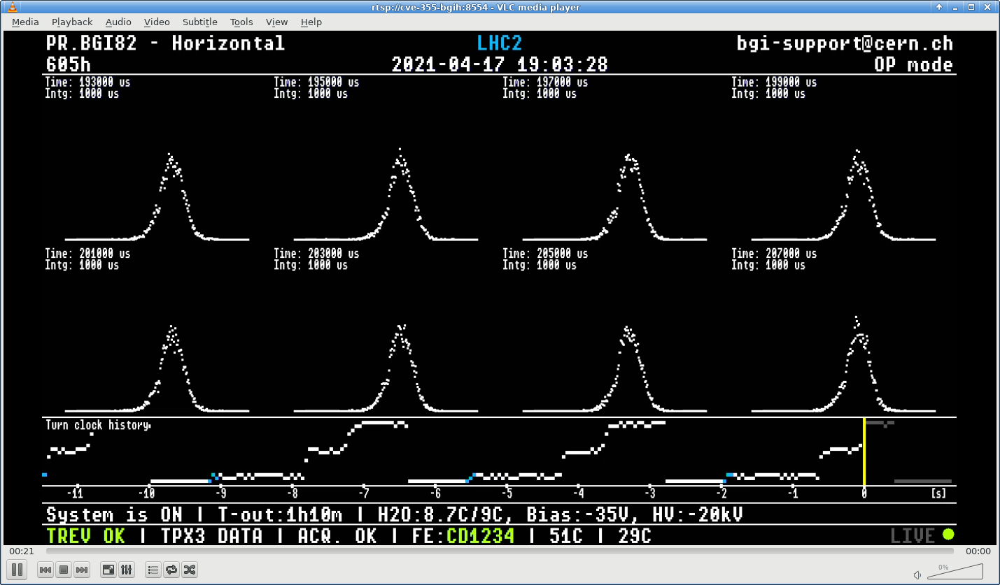 rtsp://cve-355-bgih:8554 - VLC media player
Media Playback Audio Video Subtitle Tools View Help
PR.BGI82 - Horizontal LHC2 bgi-support@cern.ch
605h 2021-04-17 19:03:28 OP mode
Time: 193000 us Time: 195000 us Time: 197000 us Time: 199000 us
Intg: 1000 us Intg: 1000 us Intg: 1000 us Intg: 1000 us
Time: 201000 us Time: 203000 us Time: 205000 us Time: 207000 us
Intg: 1000 us Intg: 1000 us Intg: 1000 us Intg: 1000 us
Turn clock history:
-11 -10 -9 -8 -7 -6 -5 -4 -3 -2 -1 0 [s]
System is ON | T-out:1h10m | H2O:8.7C/9C, Bias:-35V, HV:-20kV
TREV OK | TPX3 DATA | ACQ. OK | FE:CD1234 | 51C | 29C LIVE
00:21 00:00
0%